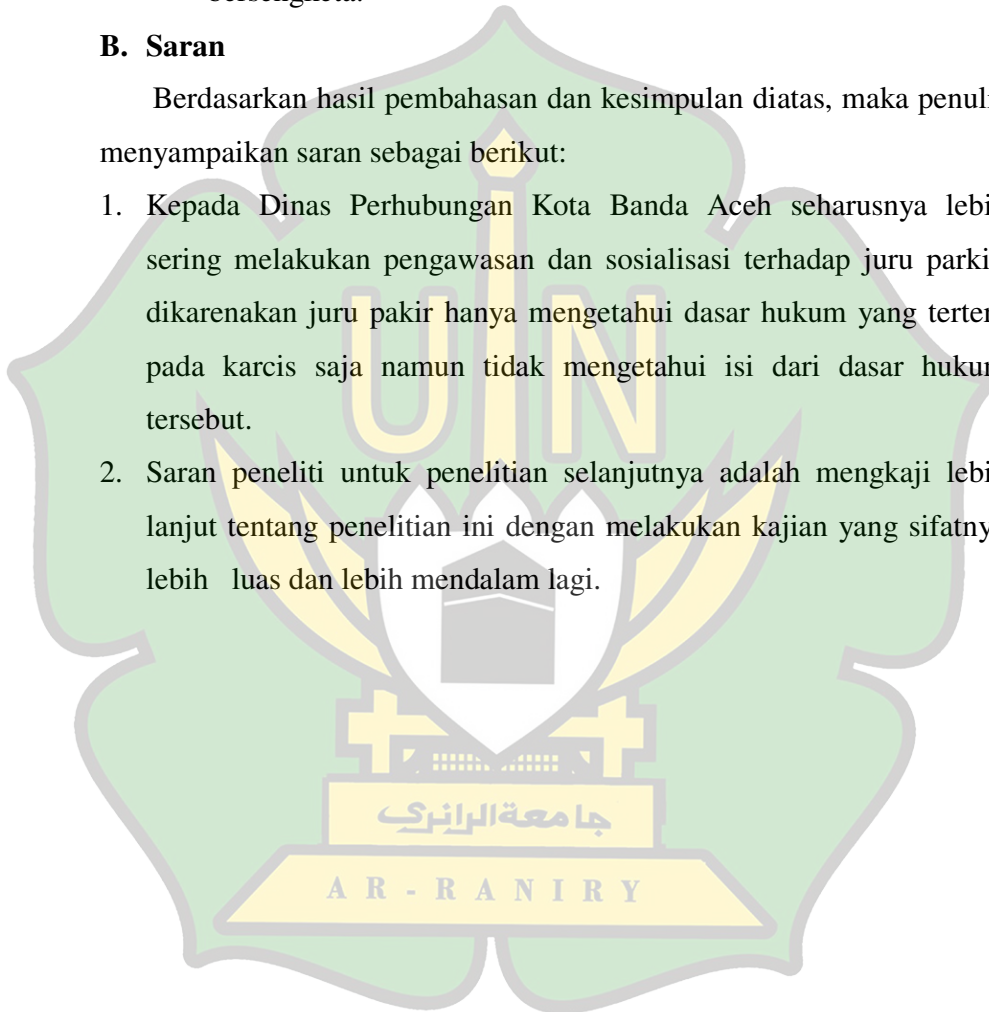 bersengketa.
B. Saran
Berdasarkan hasil pembahasan dan kesimpulan diatas, maka penuli
menyampaikan saran sebagai berikut:
1. Kepada Dinas Perhubungan Kota Banda Aceh seharusnya lebi
sering melakukan pengawasan dan sosialisasi terhadap juru parki
dikarenakan juru pakir hanya mengetahui dasar hukum yang terter
pada karcis saja namun tidak mengetahui isi dari dasar huku
tersebut.
2. Saran peneliti untuk penelitian selanjutnya adalah mengkaji lebi
lanjut tentang penelitian ini dengan melakukan kajian yang sifatny
lebih luas dan lebih mendalam lagi.
UIN
جامعة الرانري
AR-RANIRY